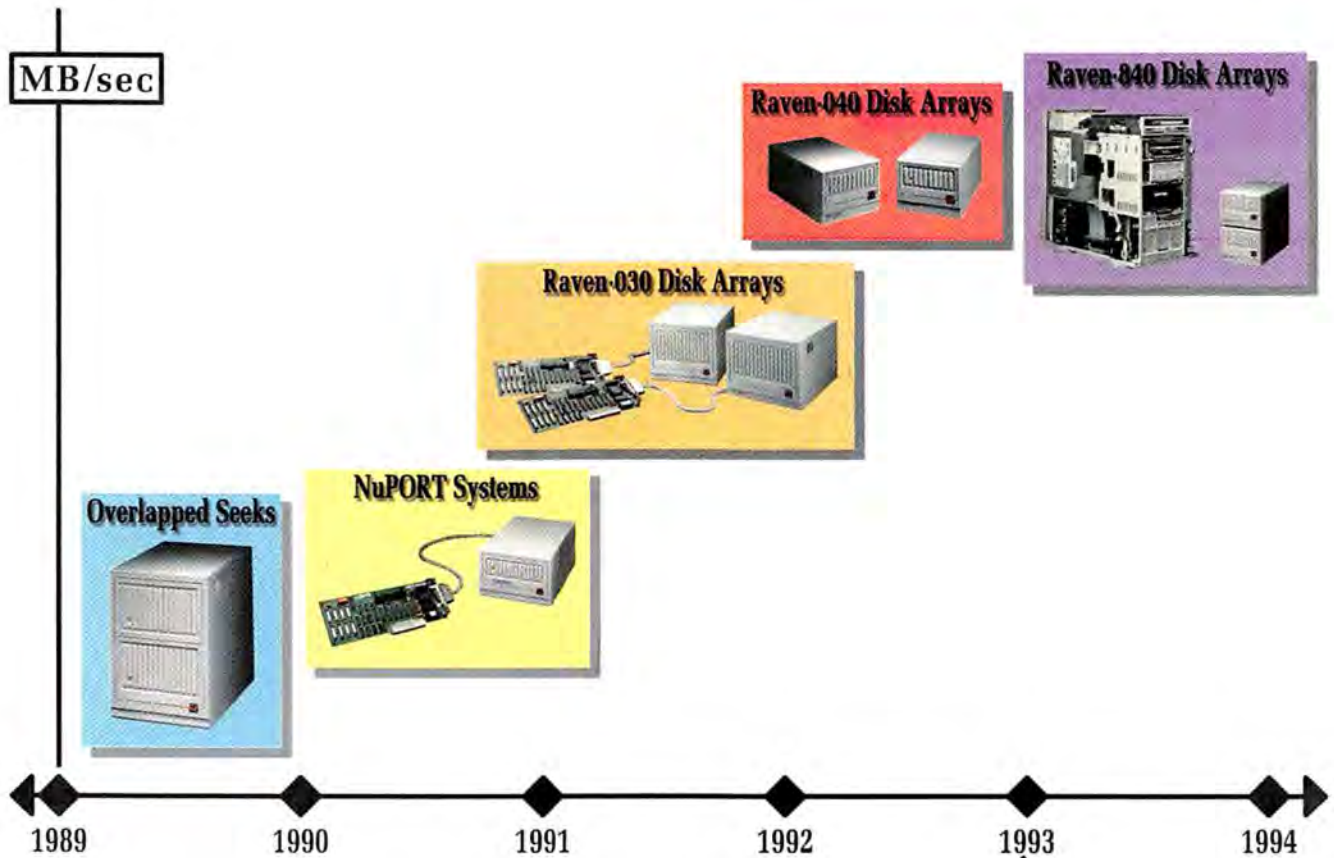 MB/sec
Raven-040 Disk Arrays
Raven-840 Disk Arrays
Raven-030 Disk Arrays
NuPORT Systems
Overlapped Seeks
1989
1990
1991
1992
1993
1994